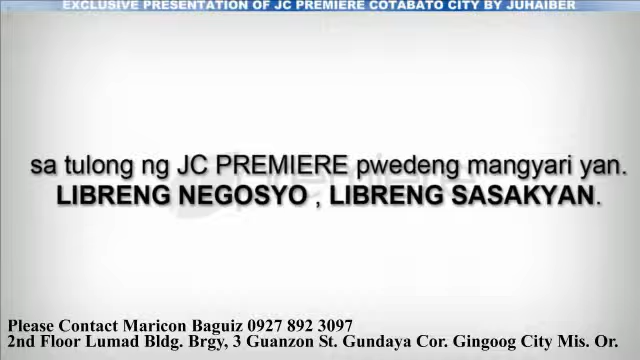 EXCLUSIVE PRESENTATION OF JC PREMIERE COTABATO CITY BY JUHAIBER
sa tulong ng JC PREMIERE pwedeng mangyari yan.
LIBRENG NEGOSYO , LIBRENG SASAKYAN.
Please Contact Maricon Baguiz 0927 892 3097
2nd Floor Lumad Bldg. Brgy, 3 Guanzon St. Gundaya Cor. Gingoog City Mis. Or.